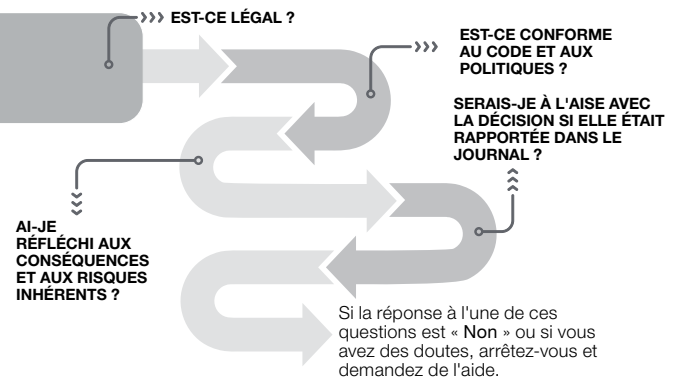 EST-CE LÉGAL ?
EST-CE CONFORME
AU CODE ET AUX
POLITIQUES ?
SERAIS-JE À L'AISE AVEC
LA DÉCISION SI ELLE ÉTAIT
RAPPORTÉE DANS LE
JOURNAL ?
AI-JE
RÉFLÉCHI AUX
CONSÉQUENCES
ET AUX RISQUES
INHÉRENTS ?
Si la réponse à l'une de ces
questions est « Non » ou si vous
avez des doutes, arrêtez-vous et
demandez de l'aide.